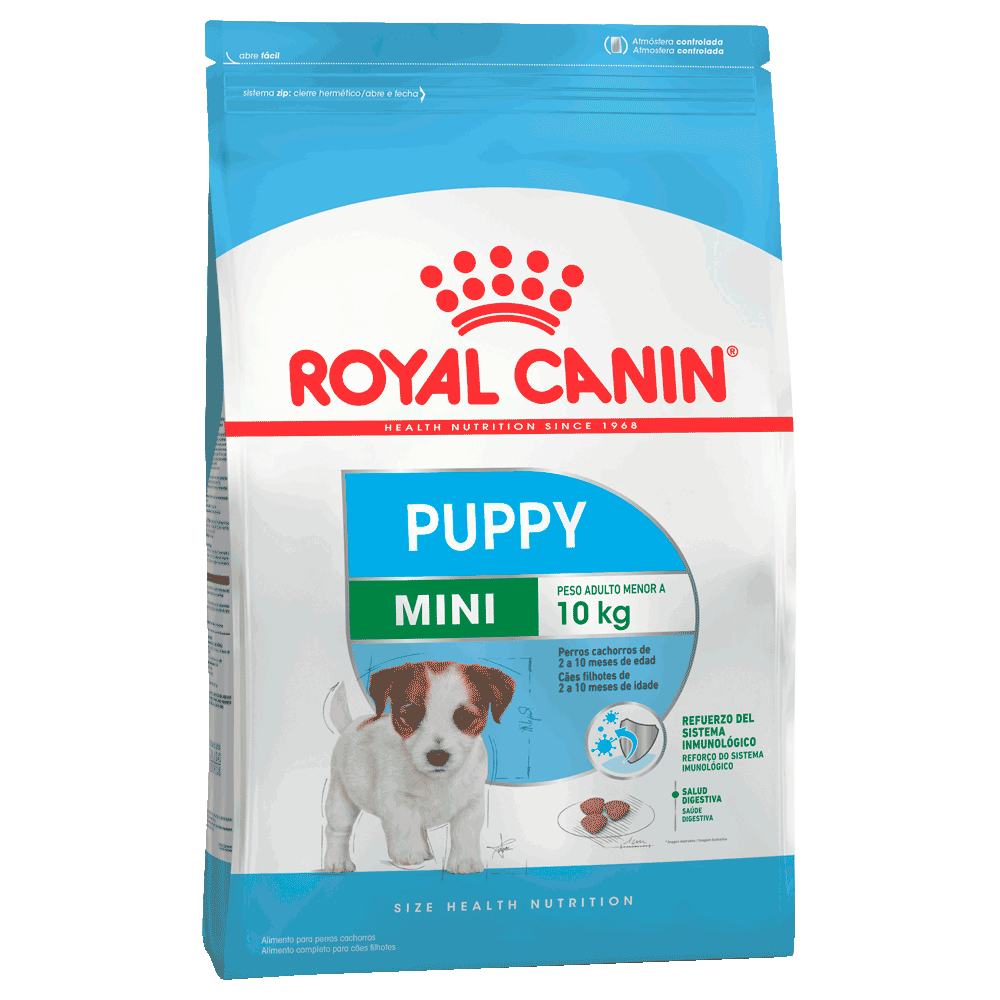 abre fácil
Atmósfera controlada
Atmosfera controlada
sistema zip: cierre hermético/abre e fecha
ROYAL CANIN®
HEALTH NUTRITION SINCE 1968
PUPPY
MINI
PESO ADULTO MENOR A
10 kg
Perros cachorros de
2 a 10 meses de edad
Cães filhotes de
2 a 10 meses de idade
REFUERZO DEL
SISTEMA
INMUNOLÓGICO
REFORÇO DO SISTEMA
IMUNOLÓGICO
SALUD
DIGESTIVA
SAÚDE
DIGESTIVA
1cm
SIZE HEALTH NUTRITION
Alimento para perros cachorros
Alimento completo para cães filhotes